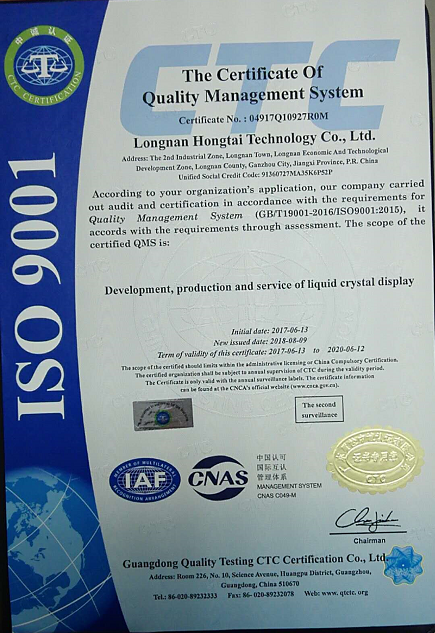 中诚认证
CTC CERTIFICATION
CTC
ISO 9001
The Certificate Of
Quality Management System
Certificate No. : 04917Q10927R0M
Longnan Hongtai Technology Co., Ltd.
Address: The 2nd Industrial Zone, Longnan Town, Longnan Economic And Technological
Development Zone, Longnan County, Ganzhou City, Jiangxi Province, P.R. China
Unified Social Credit Code: 91360727MA35K6P52P
According to your organization's application, our company carried
out audit and certification in accordance with the requirements for
Quality Management System (GB/T19001-2016/ISO9001:2015), it
accords with the requirements through assessment. The scope of the
certified QMS is:
Development, production and service of liquid crystal display
Initial date: 2017-06-13
New issued date: 2018-08-09
Term of validity of this certificate: 2017-06-13 to 2020-06-12
The scope of the certified should limits within the administrative licensing or China Compulsory Certification.
The certified organization shall be subject to annual supervision of CTC during the validity period.
The Certificate is only valid with the annual surveillance labels. The certificate information
can be found at the CNCA's official website (www.cnca.gov.cn).
The second
surveillance
MEMBER OF MULTILATERAL
IAF
RECOGNITION ARRANGEMENT
CNAS
中国认可
国际互认
管理体系
MANAGEMENT SYSTEM
CNAS C049-M
CTC
Chairman
Guangdong Quality Testing CTC Certification Co., Ltd.
Address: Room 226, No. 10, Science Avenue, Huangpu District, Guangzhou,
Guangdong, China 510670
Tel.: 86-020-89232333 Fax: 86- 020-89232078 Web: www. qtctc. org